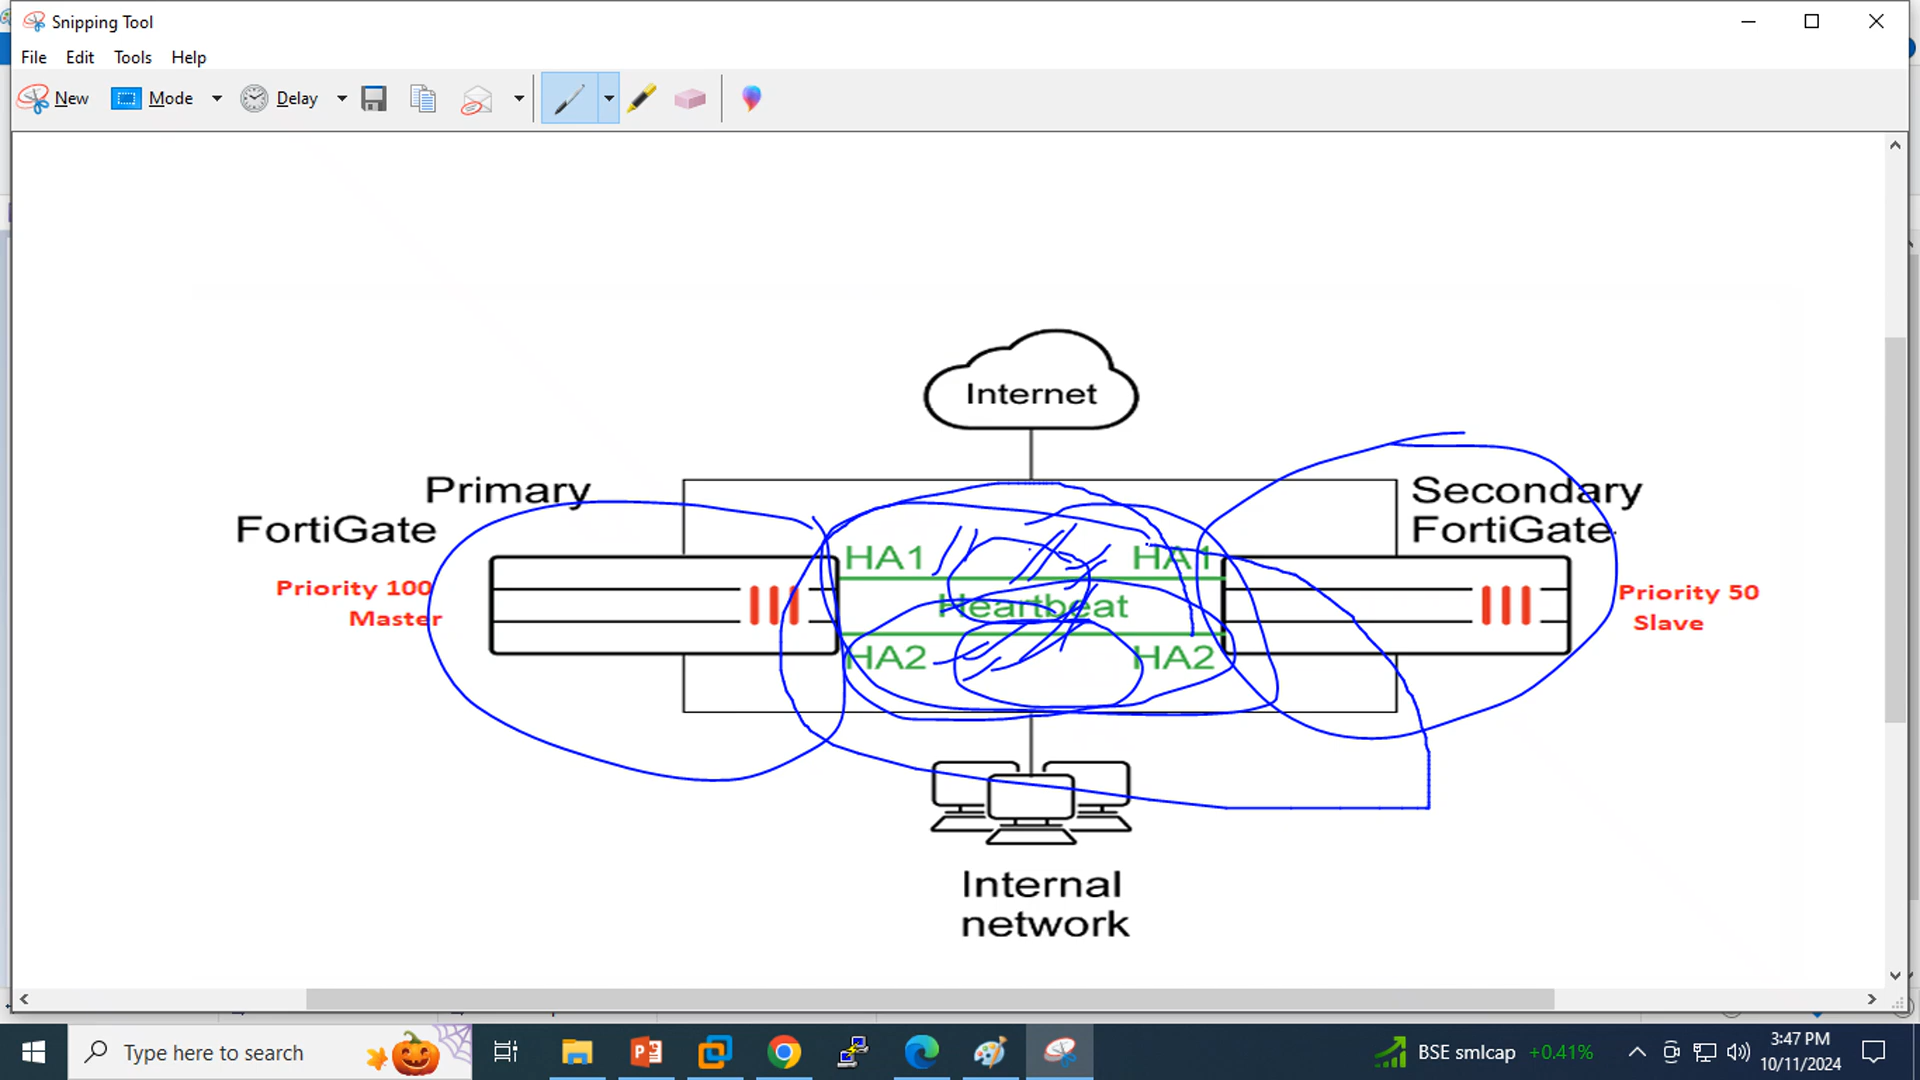 Snipping Tool
File Edit Tools Help
New Mode Delay
Internet
Primary
FortiGate
Secondary
FortiGate
HA1 HA1
Priority 100
Master
Heartbeat
Priority 50
Slave
HA2 HA2
Internal
network
Type here to search
BSE smlcap +0.41%
3:47 PM
10/11/2024